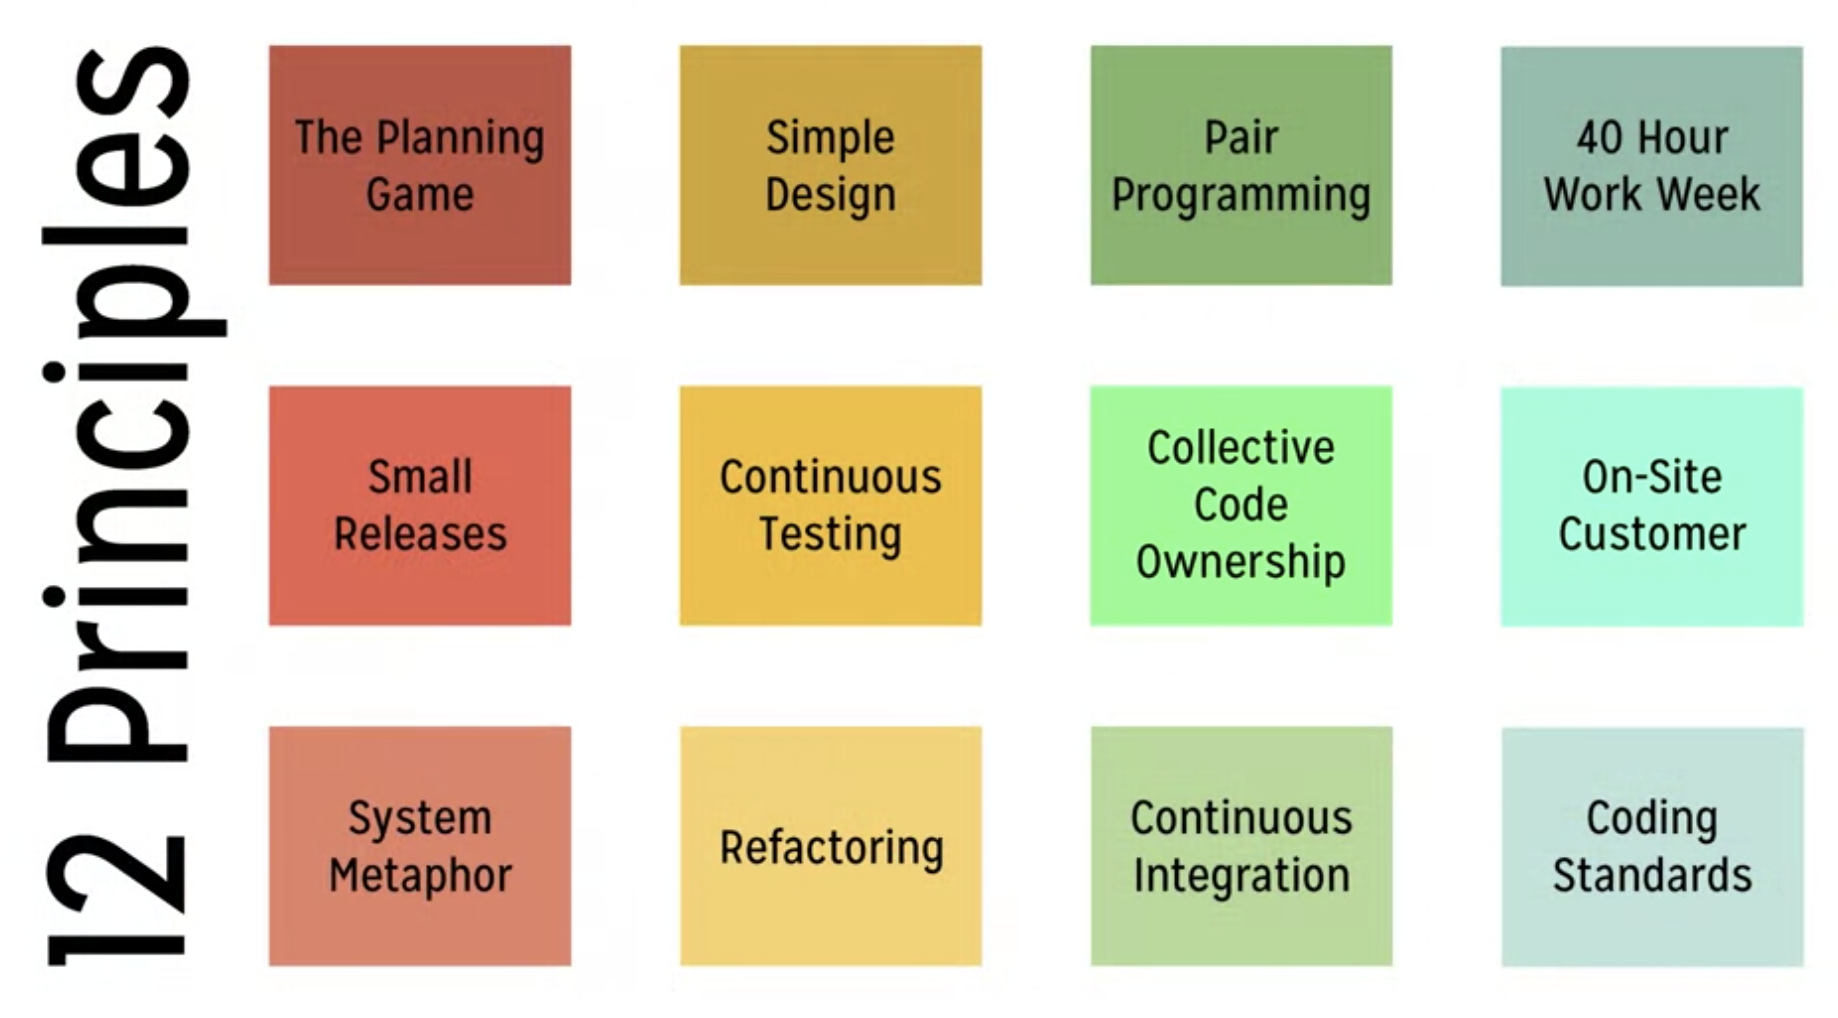 12 Principles
The Planning
Game
Simple
Design
Pair
Programming
40 Hour
Work Week
Small
Releases
Continuous
Testing
Collective
Code
Ownership
On-Site
Customer
System
Metaphor
Refactoring
Continuous
Integration
Coding
Standards